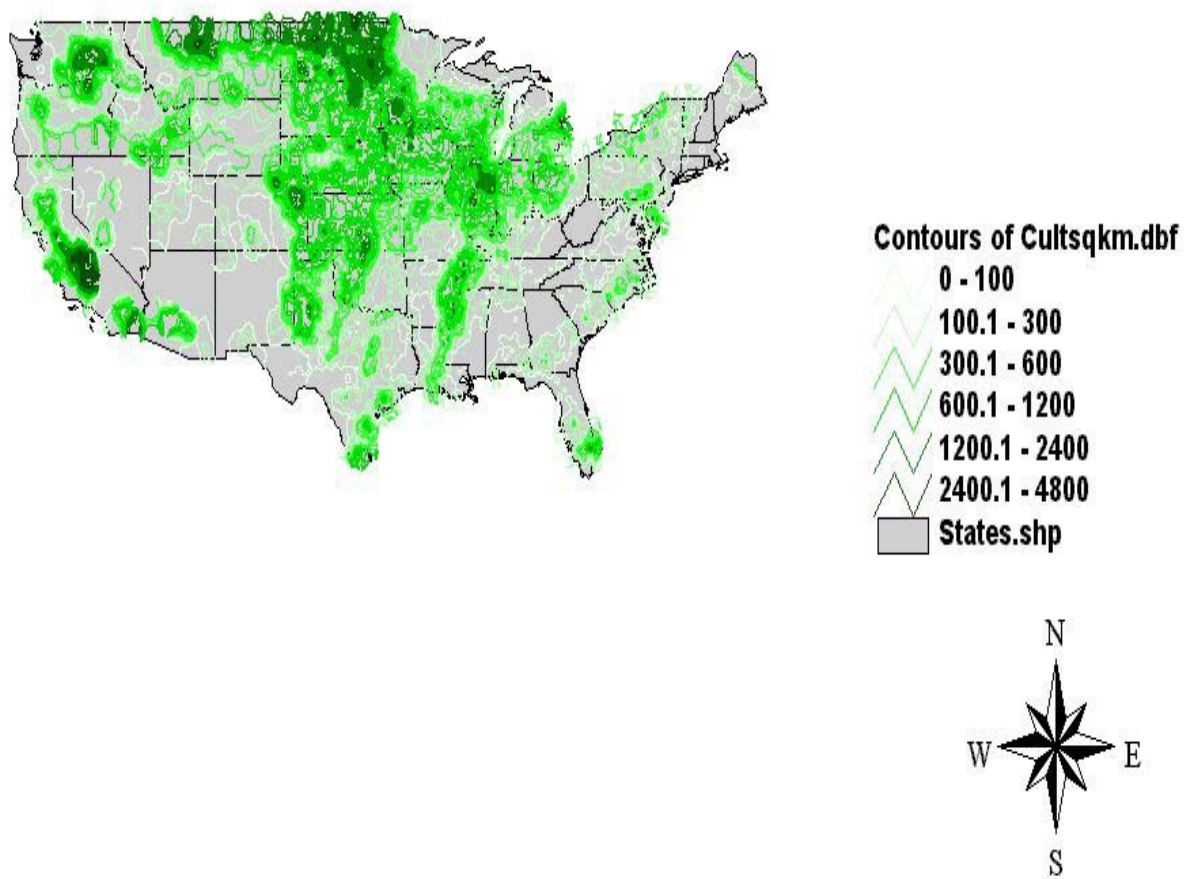 Contours of Cultsqkm.dbf
0 - 100
100.1 - 300
300.1 - 600
600.1 - 1200
1200.1 - 2400
2400.1 - 4800
States.shp
N
W E
S